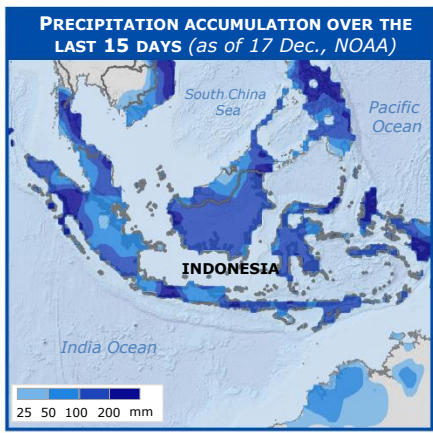 PRECIPITATION ACCUMULATION OVER THE
LAST 15 DAYS (as of 17 Dec., NOAA)
South China
Sea
Pacific
Ocean
INDONESIA
India Ocean
25 50 100 200 mm